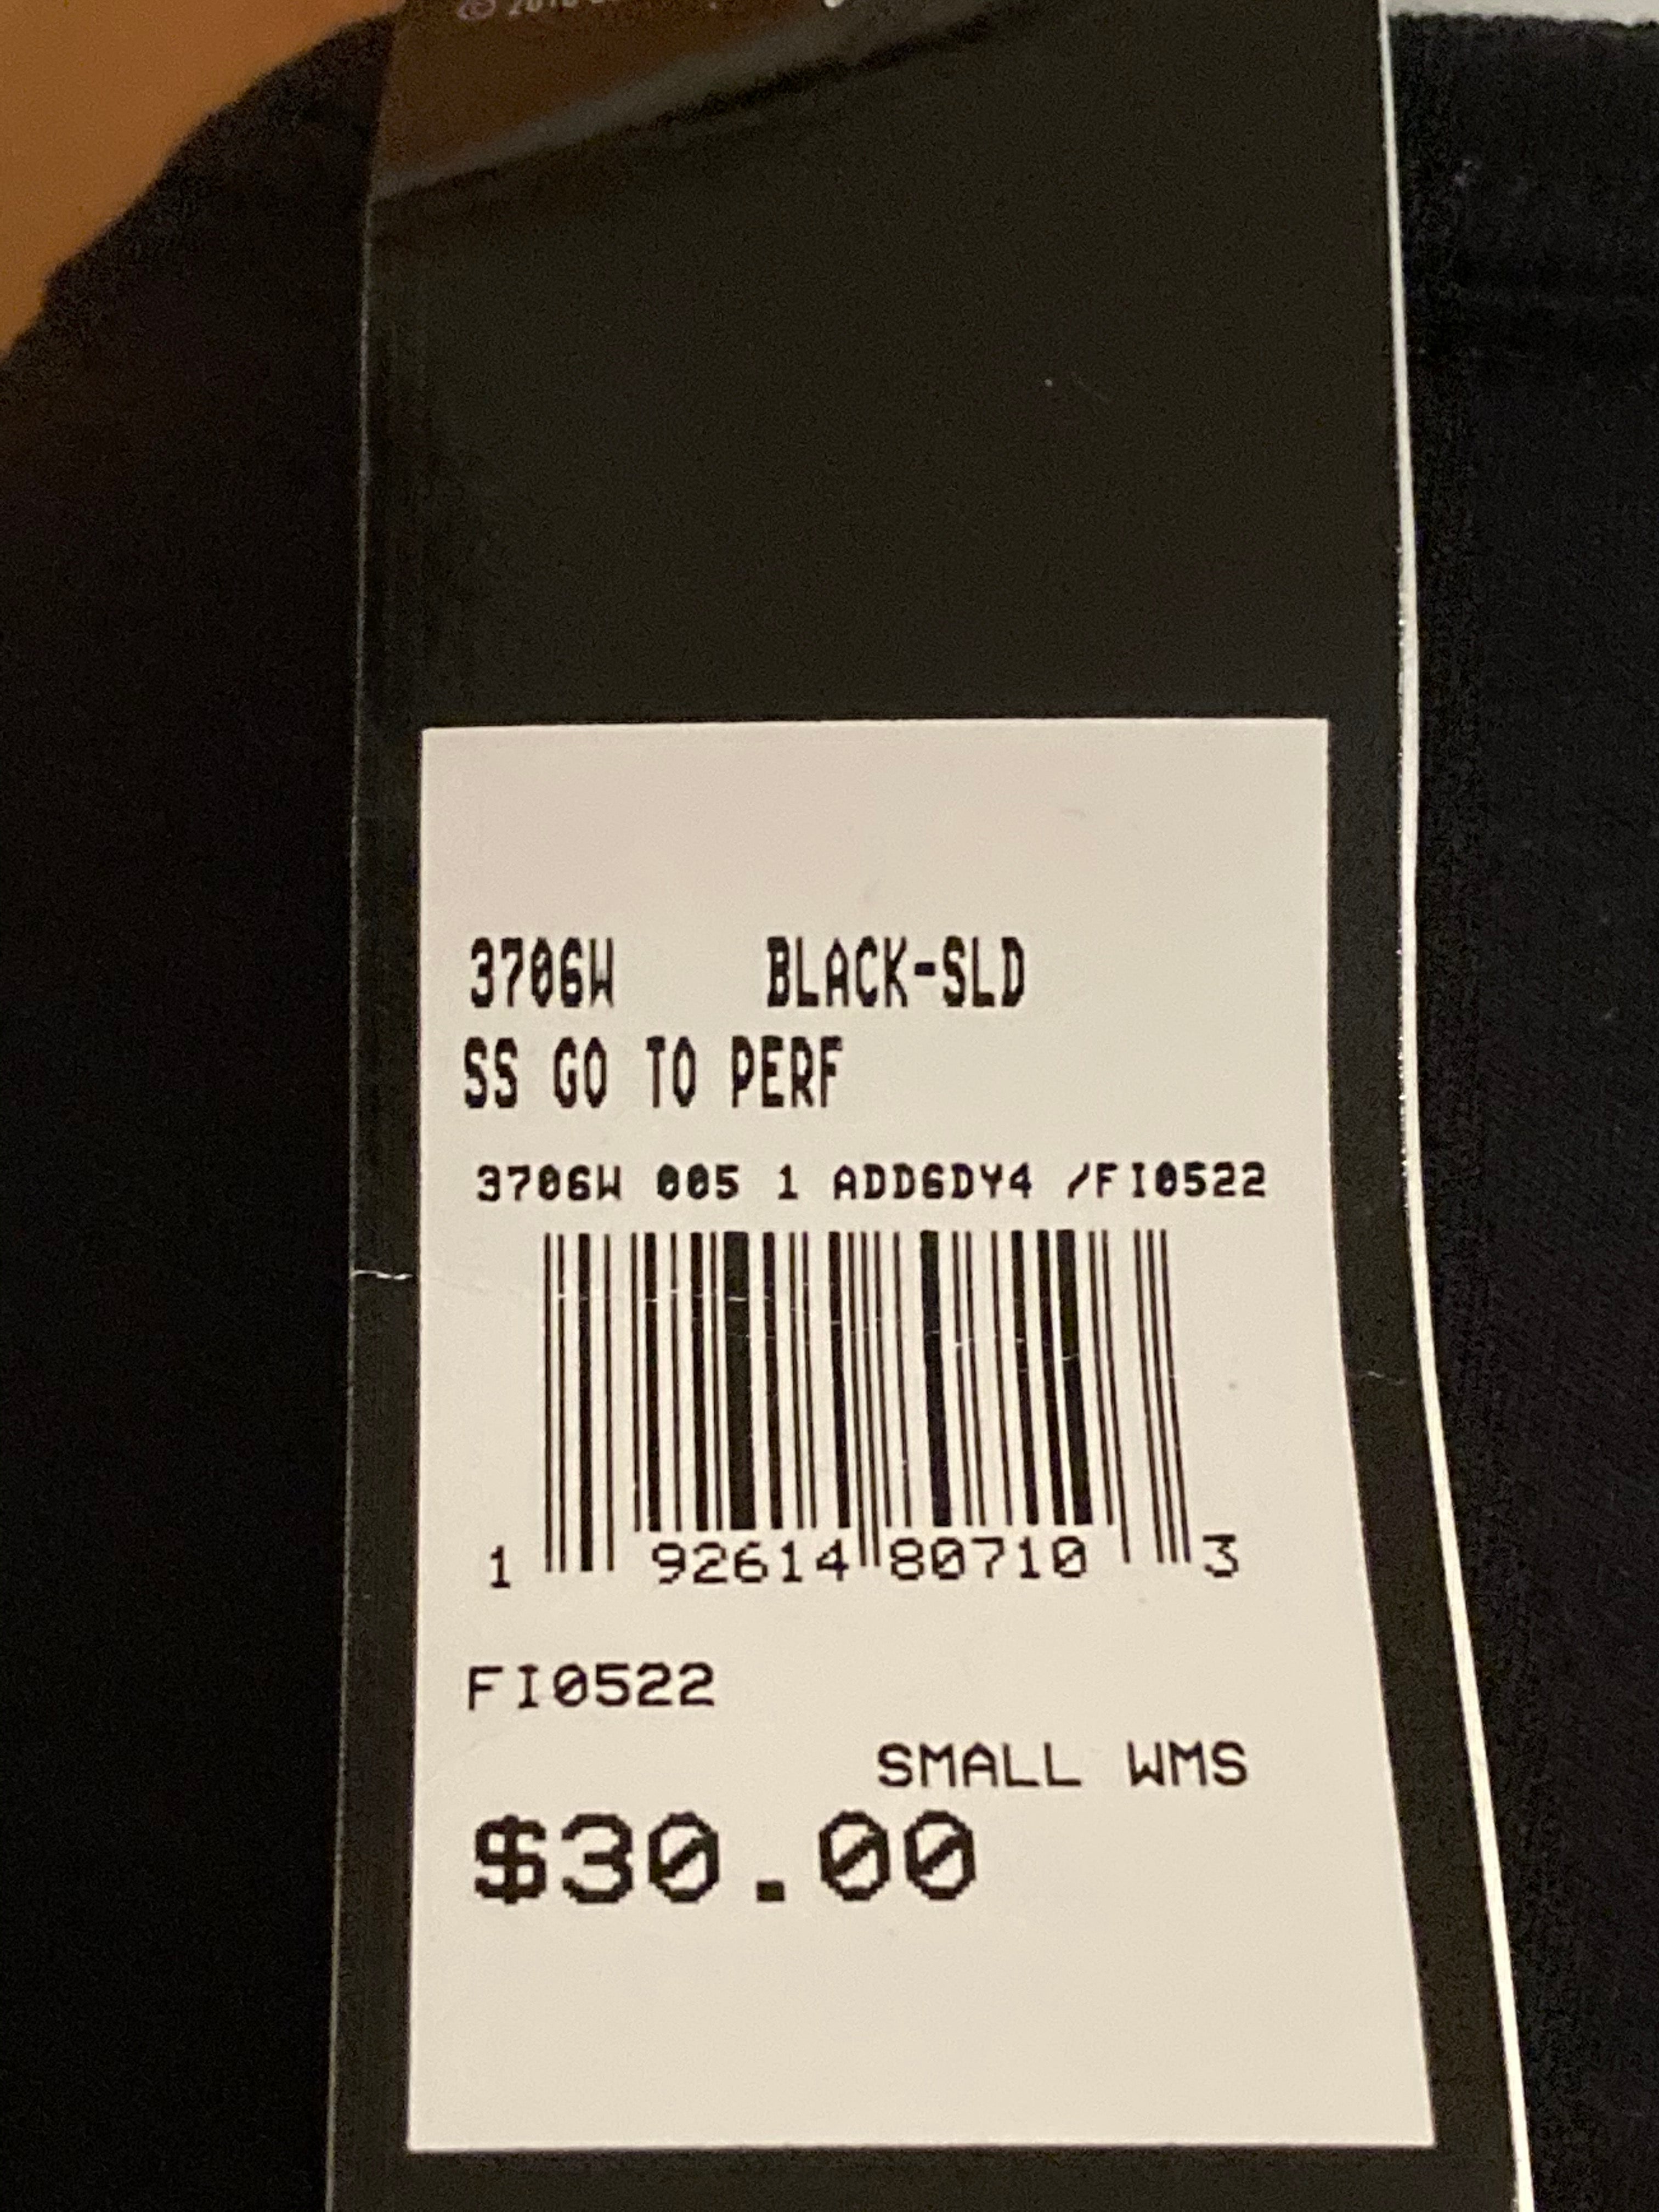 3706W BLACK-SLD
SS GO TO PERF
3706W 005 1 ADD6DY4 /FI0522
1 92614 80710 3
FI0522
SMALL WMS
$30.00